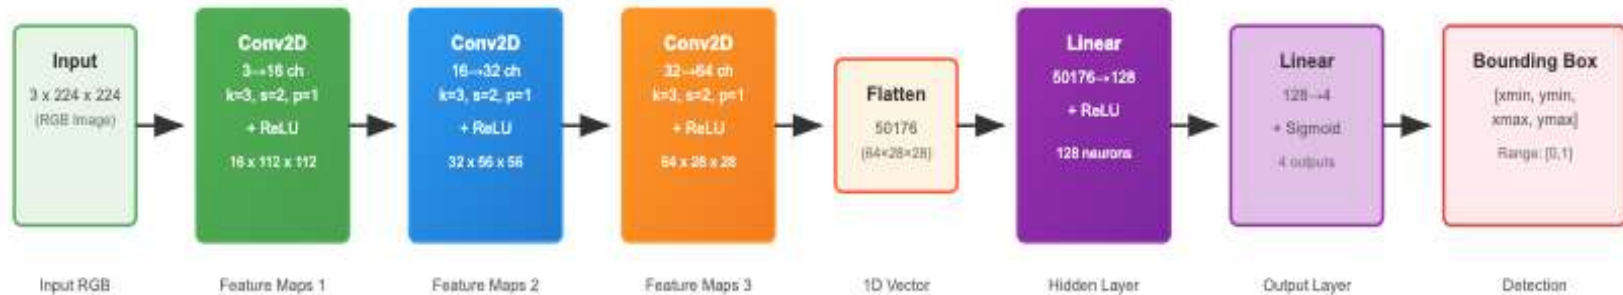 Input
3 x 224 x 224
(RGB Image)
Conv2D
3→16 ch
k=3, s=2, p=1
+ ReLU
16 x 112 x 112
Conv2D
16→32 ch
k=3, s=2, p=1
+ ReLU
32 x 56 x 56
Conv2D
32→64 ch
k=3, s=2, p=1
+ ReLU
64 x 28 x 28
Flatten
50176
(64×28×28)
Linear
50176→128
+ ReLU
128 neurons
Linear
128→4
+ Sigmoid
4 outputs
Bounding Box
[xmin, ymin,
xmax, ymax]
Range: [0,1]
Input RGB
Feature Maps 1
Feature Maps 2
Feature Maps 3
1D Vector
Hidden Layer
Output Layer
Detection